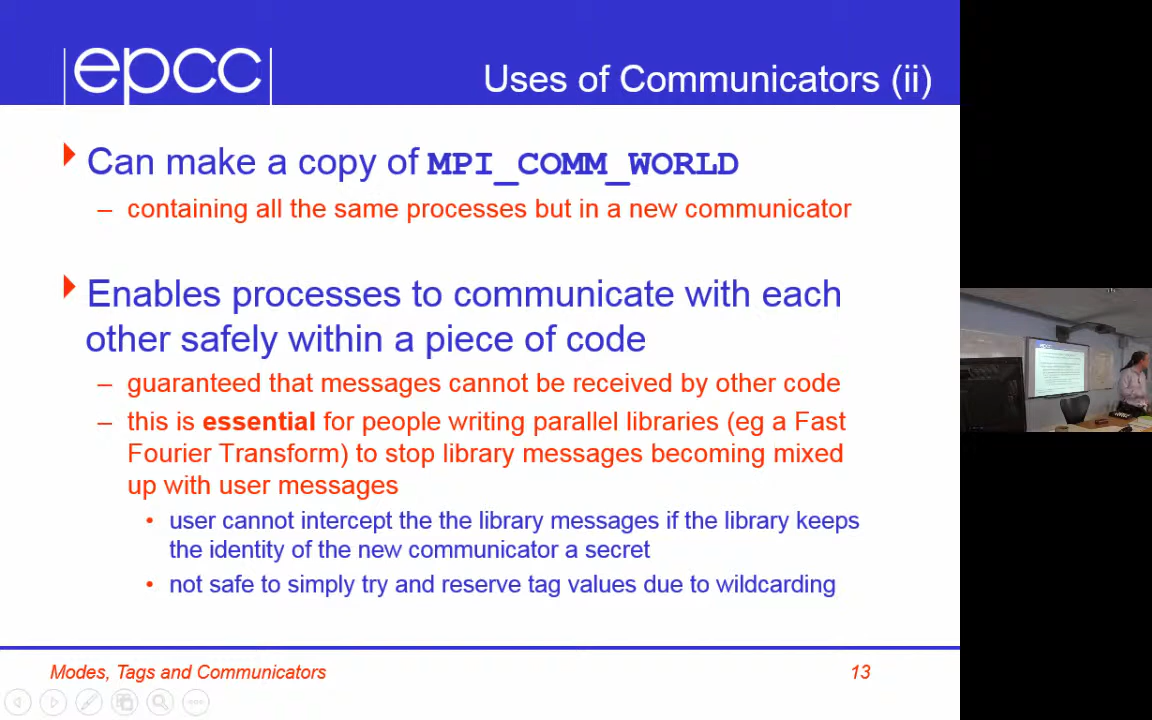 |epcc|
Uses of Communicators (ii)
Can make a copy of MPI_COMM_WORLD
– containing all the same processes but in a new communicator
Enables processes to communicate with each
other safely within a piece of code
– guaranteed that messages cannot be received by other code
– this is essential for people writing parallel libraries (eg a Fast
Fourier Transform) to stop library messages becoming mixed
up with user messages
• user cannot intercept the the library messages if the library keeps
the identity of the new communicator a secret
• not safe to simply try and reserve tag values due to wildcarding
Modes, Tags and Communicators
13